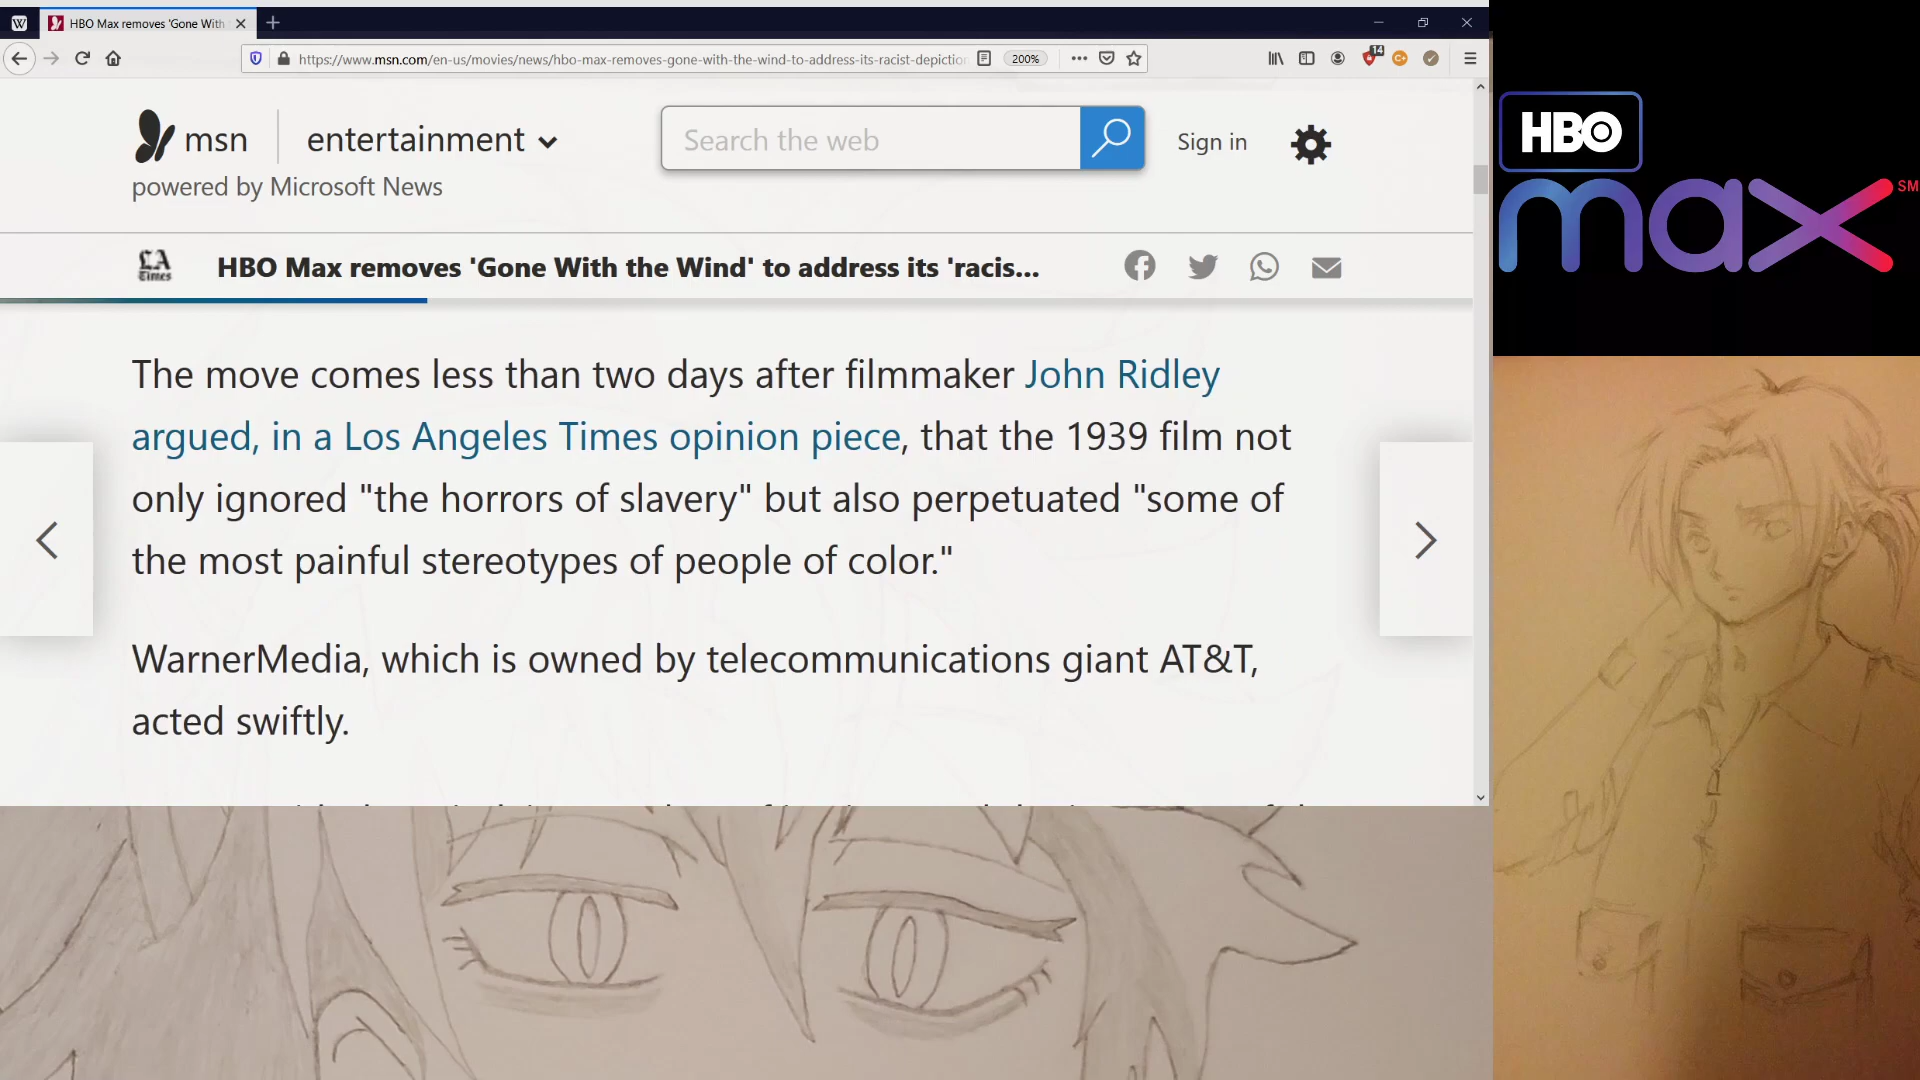 HBO Max removes 'Gone With
https://www.msn.com/en-us/movies/news/hbo-max-removes-gone-with-the-wind-to-address-its-racist-depiction
200%
14
msn
entertainment
Search the web
Sign in
powered by Microsoft News
LA
Times
HBO Max removes 'Gone With the Wind' to address its 'racis...
The move comes less than two days after filmmaker John Ridley
argued, in a Los Angeles Times opinion piece, that the 1939 film not
only ignored "the horrors of slavery" but also perpetuated "some of
the most painful stereotypes of people of color."
WarnerMedia, which is owned by telecommunications giant AT&T,
acted swiftly.
HBO
max SM